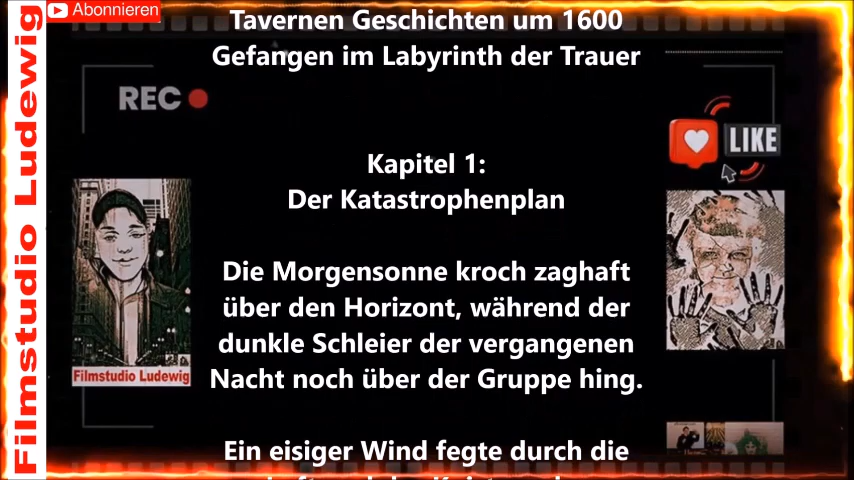 Abonnieren
Filmstudio Ludewig
Tavernen Geschichten um 1600
Gefangen im Labyrinth der Trauer
REC
LIKE
Kapitel 1:
Der Katastrophenplan
Die Morgensonne kroch zaghaft
über den Horizont, während der
dunkle Schleier der vergangenen
Nacht noch über der Gruppe hing.
Filmstudio Ludewig
Ein eisiger Wind fegte durch die